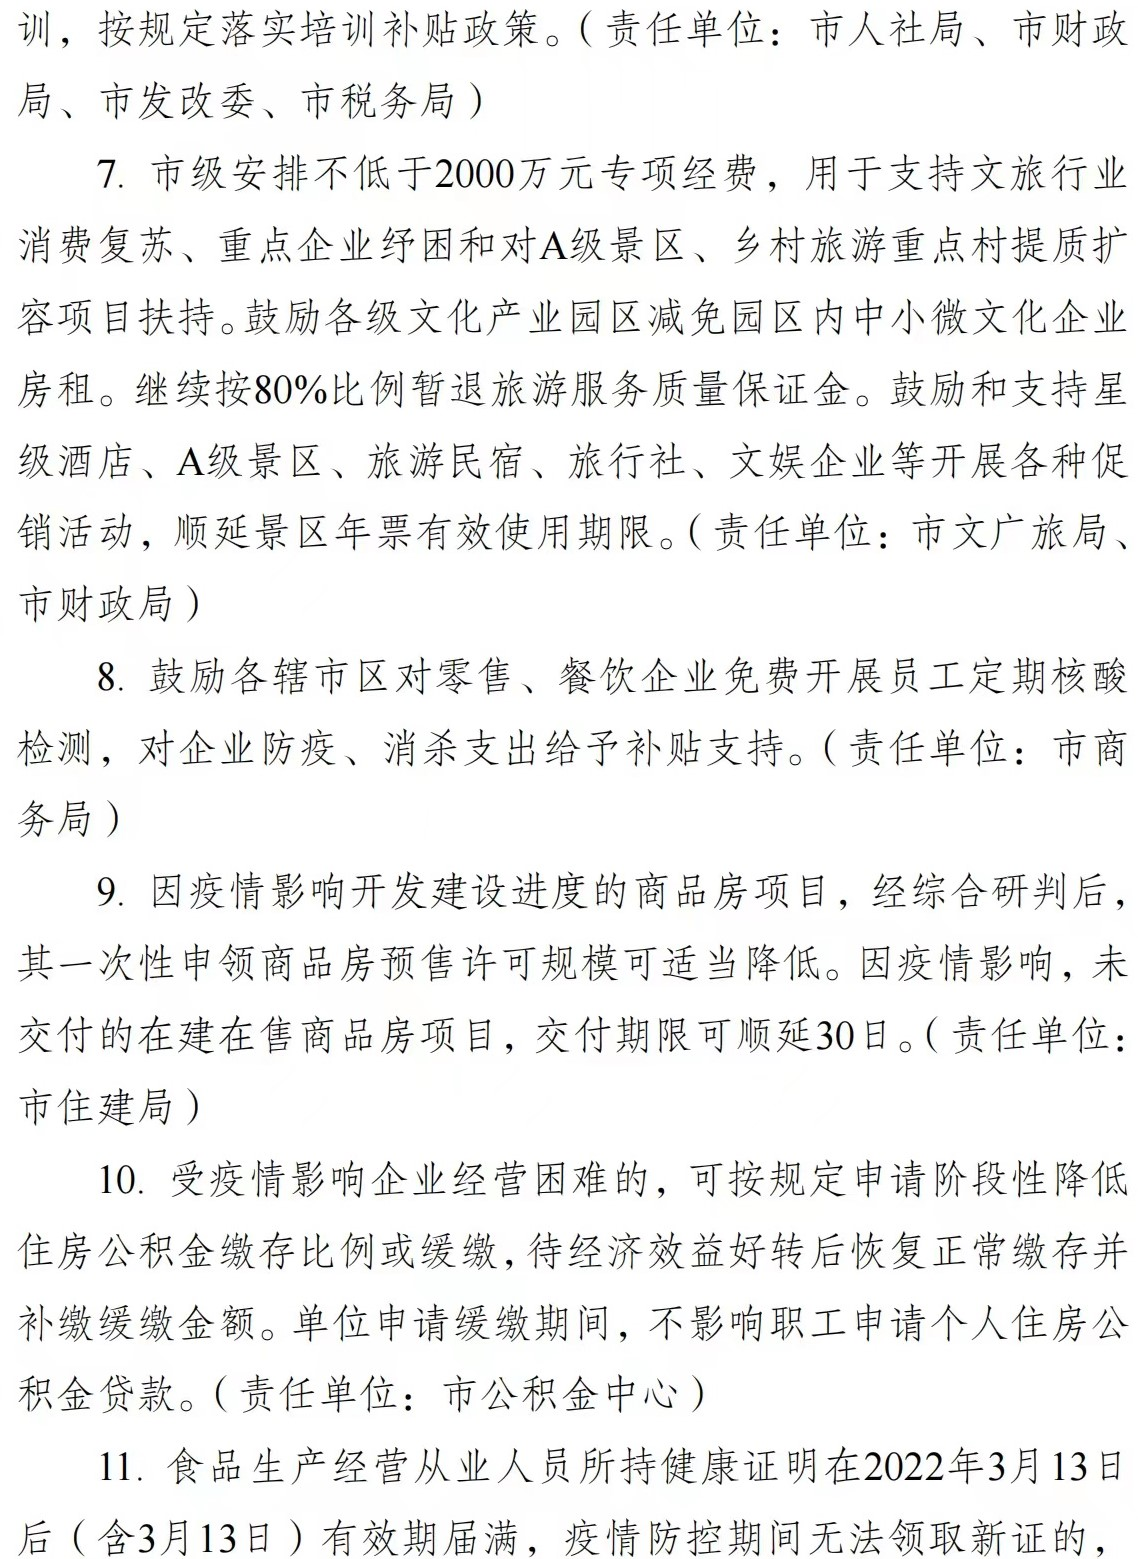 训，按规定落实培训补贴政策。（责任单位：市人社局、市财政
局、市发改委、市税务局）
7. 市级安排不低于2000万元专项经费，用于支持文旅行业
消费复苏、重点企业纾困和对A级景区、乡村旅游重点村提质扩
容项目扶持。鼓励各级文化产业园区减免园区内中小微文化企业
房租。继续按80%比例暂退旅游服务质量保证金。鼓励和支持星
级酒店、A级景区、旅游民宿、旅行社、文娱企业等开展各种促
销活动，顺延景区年票有效使用期限。（责任单位：市文广旅局、
市财政局）
8. 鼓励各辖市区对零售、餐饮企业免费开展员工定期核酸
检测，对企业防疫、消杀支出给予补贴支持。（责任单位：市商
务局）
9. 因疫情影响开发建设进度的商品房项目，经综合研判后，
其一次性申领商品房预售许可规模可适当降低。因疫情影响，未
交付的在建在售商品房项目，交付期限可顺延30日。（责任单位：
市住建局）
10. 受疫情影响企业经营困难的，可按规定申请阶段性降低
住房公积金缴存比例或缓缴，待经济效益好转后恢复正常缴存并
补缴缓缴金额。单位申请缓缴期间，不影响职工申请个人住房公
积金贷款。（责任单位：市公积金中心）
11. 食品生产经营从业人员所持健康证明在2022年3月13日
后（含3月13日）有效期届满，疫情防控期间无法领取新证的，